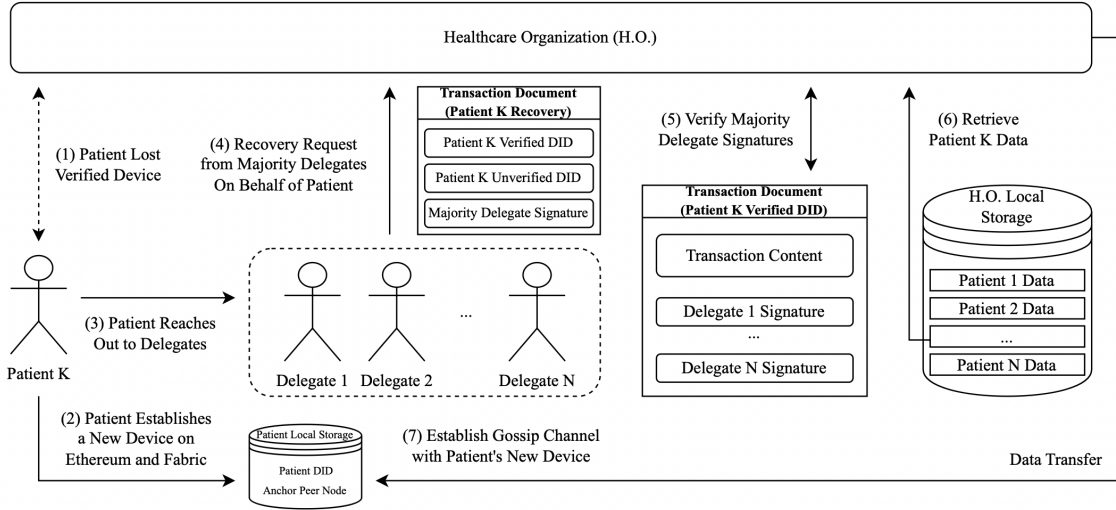 Healthcare Organization (H.O.)
(1) Patient Lost
Verified Device
(4) Recovery Request
from Majority Delegates
On Behalf of Patient
Transaction Document
(Patient K Recovery)
Patient K Verified DID
Patient K Unverified DID
Majority Delegate Signature
(5) Verify Majority
Delegate Signatures
(6) Retrieve
Patient K Data
Transaction Document
(Patient K Verified DID)
Transaction Content
Delegate 1 Signature
...
Delegate N Signature
H.O. Local
Storage
Patient 1 Data
Patient 2 Data
...
Patient N Data
Patient K
(3) Patient Reaches
Out to Delegates
Delegate 1
Delegate 2
...
Delegate N
(2) Patient Establishes
a New Device on
Ethereum and Fabric
Patient Local Storage
Patient DID
Anchor Peer Node
(7) Establish Gossip Channel
with Patient's New Device
Data Transfer